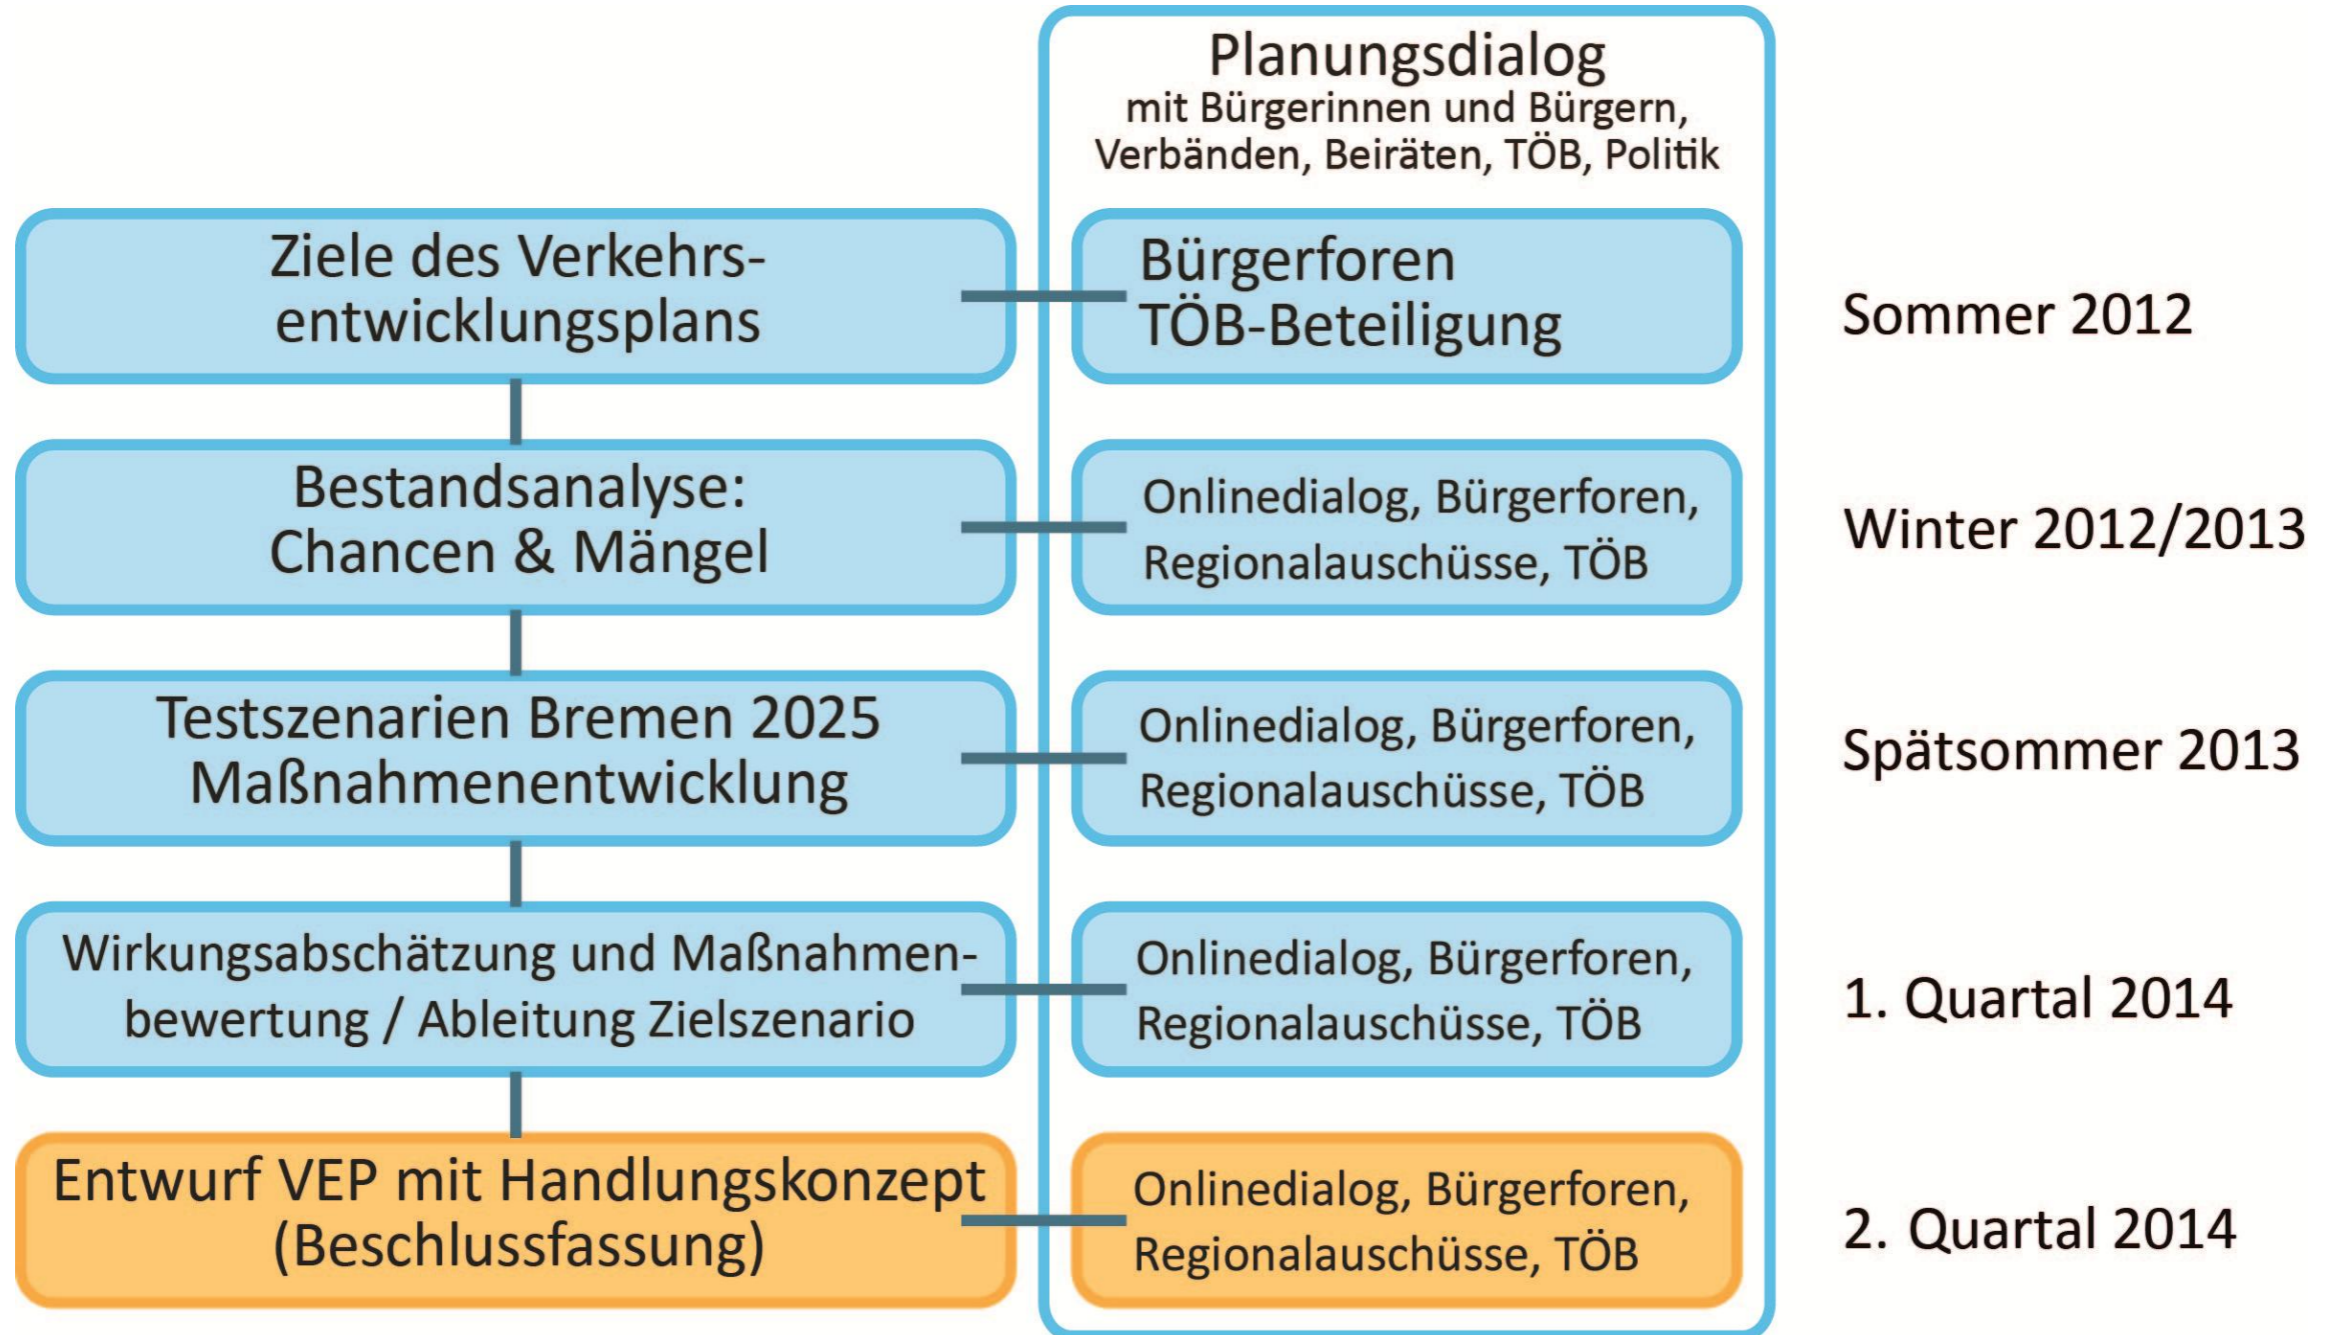 Planungsdialog
mit Bürgerinnen und Bürgern,
Verbänden, Beiräten, TÖB, Politik
Ziele des Verkehrs-
entwicklungsplans
Bürgerforen
TÖB-Beteiligung
Sommer 2012
Bestandsanalyse:
Chancen & Mängel
Onlinedialog, Bürgerforen,
Regionalauschüsse, TÖB
Winter 2012/2013
Testszenarien Bremen 2025
Maßnahmenentwicklung
Onlinedialog, Bürgerforen,
Regionalauschüsse, TÖB
Spätsommer 2013
Wirkungsabschätzung und Maßnahmen-
bewertung / Ableitung Zielszenario
Onlinedialog, Bürgerforen,
Regionalauschüsse, TÖB
1. Quartal 2014
Entwurf VEP mit Handlungskonzept
(Beschlussfassung)
Onlinedialog, Bürgerforen,
Regionalauschüsse, TÖB
2. Quartal 2014